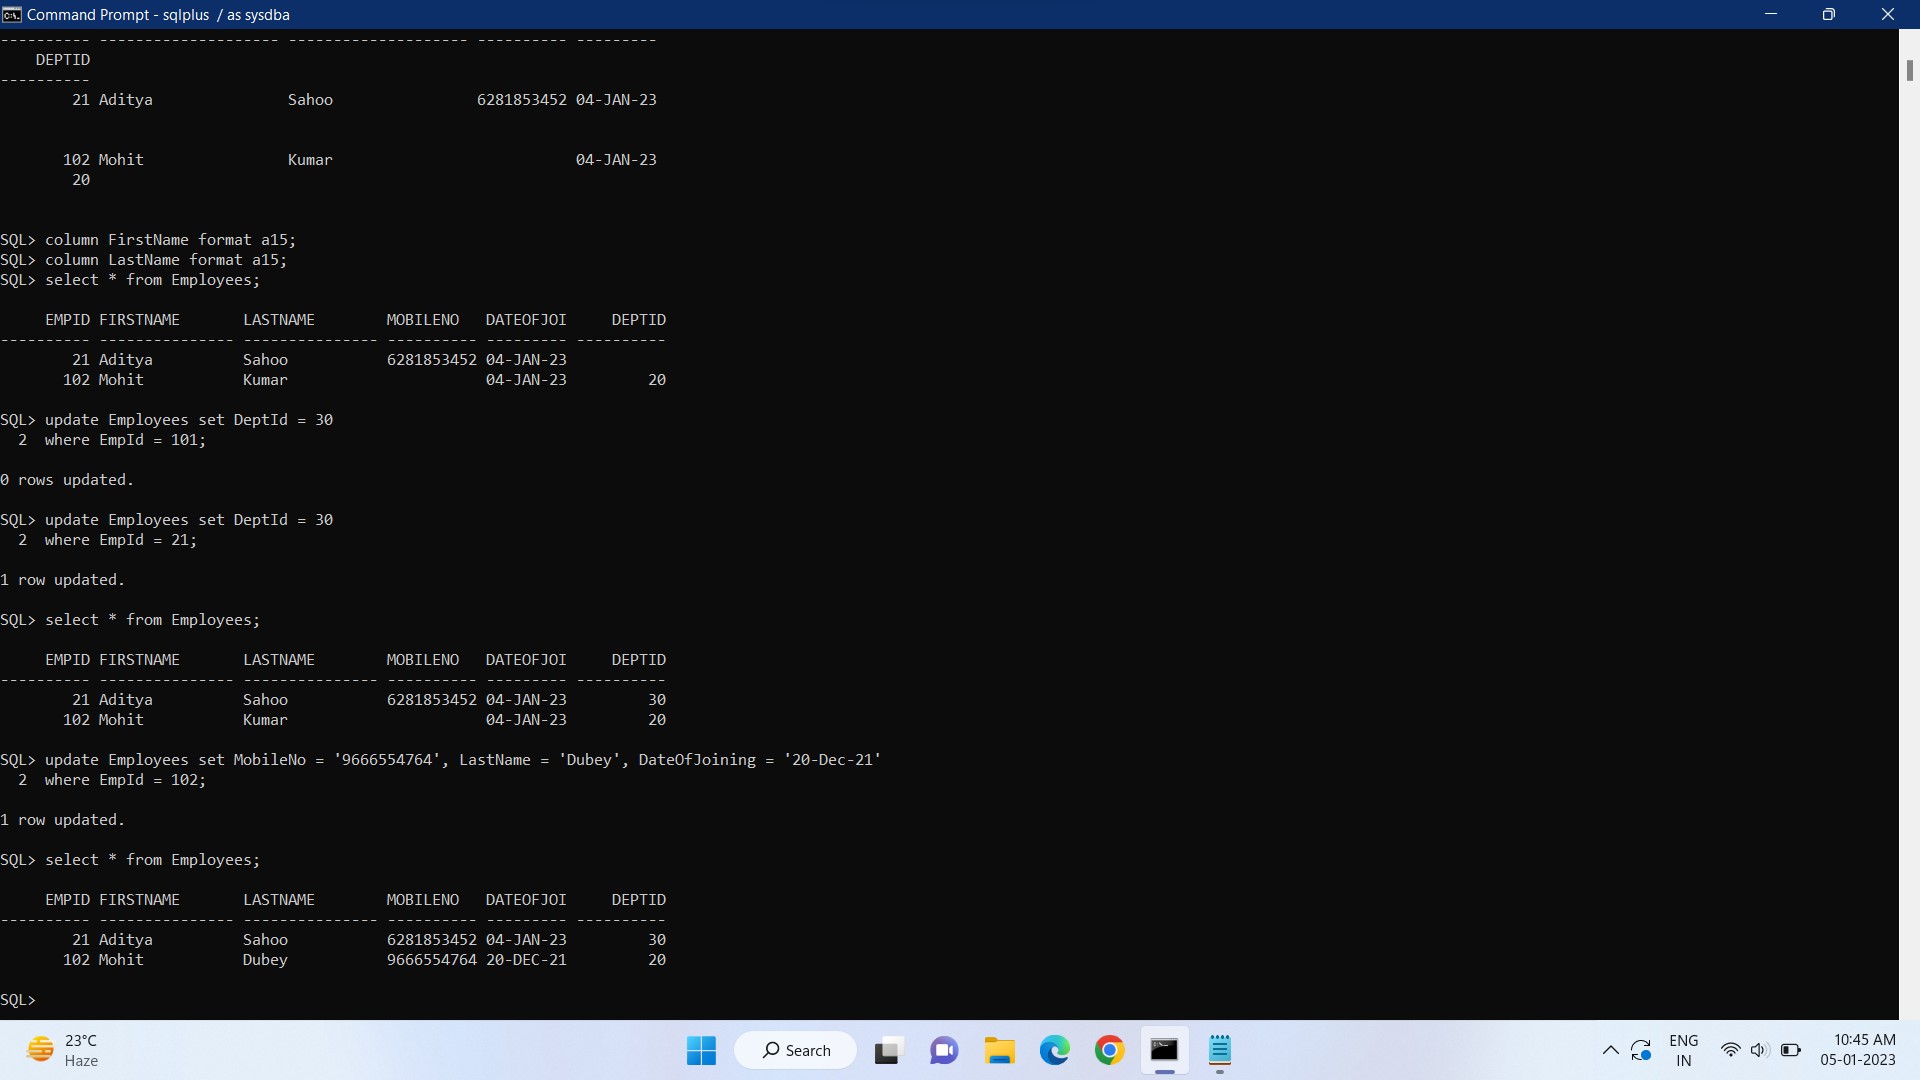 Command Prompt - sqlplus  / as sysdba
---------- -------------------- -------------------- ---------- ---------
    DEPTID
----------
        21 Aditya               Sahoo                6281853452 04-JAN-23
       102 Mohit                Kumar                           04-JAN-23
        20
SQL> column FirstName format a15;
SQL> column LastName format a15;
SQL> select * from Employees;
     EMPID FIRSTNAME       LASTNAME        MOBILENO   DATEOFJOI     DEPTID
---------- --------------- --------------- ---------- --------- ----------
        21 Aditya          Sahoo           6281853452 04-JAN-23
       102 Mohit           Kumar                      04-JAN-23         20
SQL> update Employees set DeptId = 30
  2  where EmpId = 101;
0 rows updated.
SQL> update Employees set DeptId = 30
  2  where EmpId = 21;
1 row updated.
SQL> select * from Employees;
     EMPID FIRSTNAME       LASTNAME        MOBILENO   DATEOFJOI     DEPTID
---------- --------------- --------------- ---------- --------- ----------
        21 Aditya          Sahoo           6281853452 04-JAN-23         30
       102 Mohit           Kumar                      04-JAN-23         20
SQL> update Employees set MobileNo = '9666554764', LastName = 'Dubey', DateOfJoining = '20-Dec-21'
  2  where EmpId = 102;
1 row updated.
SQL> select * from Employees;
     EMPID FIRSTNAME       LASTNAME        MOBILENO   DATEOFJOI     DEPTID
---------- --------------- --------------- ---------- --------- ----------
        21 Aditya          Sahoo           6281853452 04-JAN-23         30
       102 Mohit           Dubey           9666554764 20-DEC-21         20
SQL>
23°C
Haze
Search
ENG
IN
10:45 AM
05-01-2023